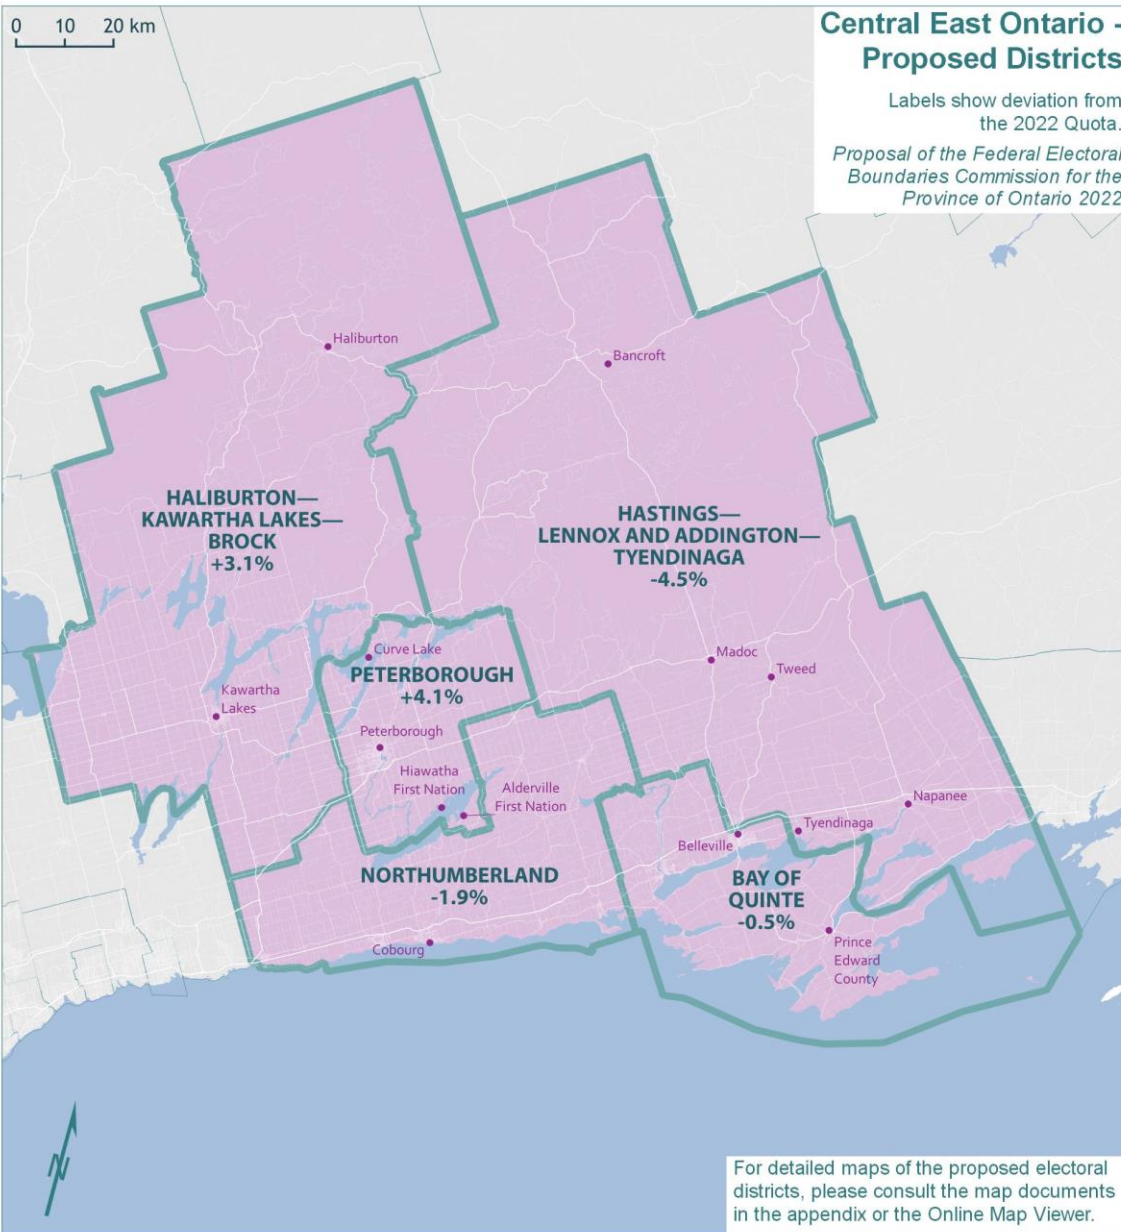 0 10 20 km
Central East Ontario -
Proposed Districts
Labels show deviation from
the 2022 Quota.
Proposal of the Federal Electoral
Boundaries Commission for the
Province of Ontario 2022
Haliburton
Bancroft
HALIBURTON—
KAWARTHA LAKES—
BROCK
+3.1%
HASTINGS—
LENNOX AND ADDINGTON—
TYENDINAGA
-4.5%
Curve Lake
Madoc
Tweed
PETERBOROUGH
+4.1%
Kawartha
Lakes
Peterborough
Hiawatha
First Nation
Alderville
First Nation
Napanee
Tyendinaga
Belleville
NORTHUMBERLAND
-1.9%
BAY OF
QUINTE
-0.5%
Cobourg
Prince
Edward
County
N
For detailed maps of the proposed electoral
districts, please consult the map documents
in the appendix or the Online Map Viewer.